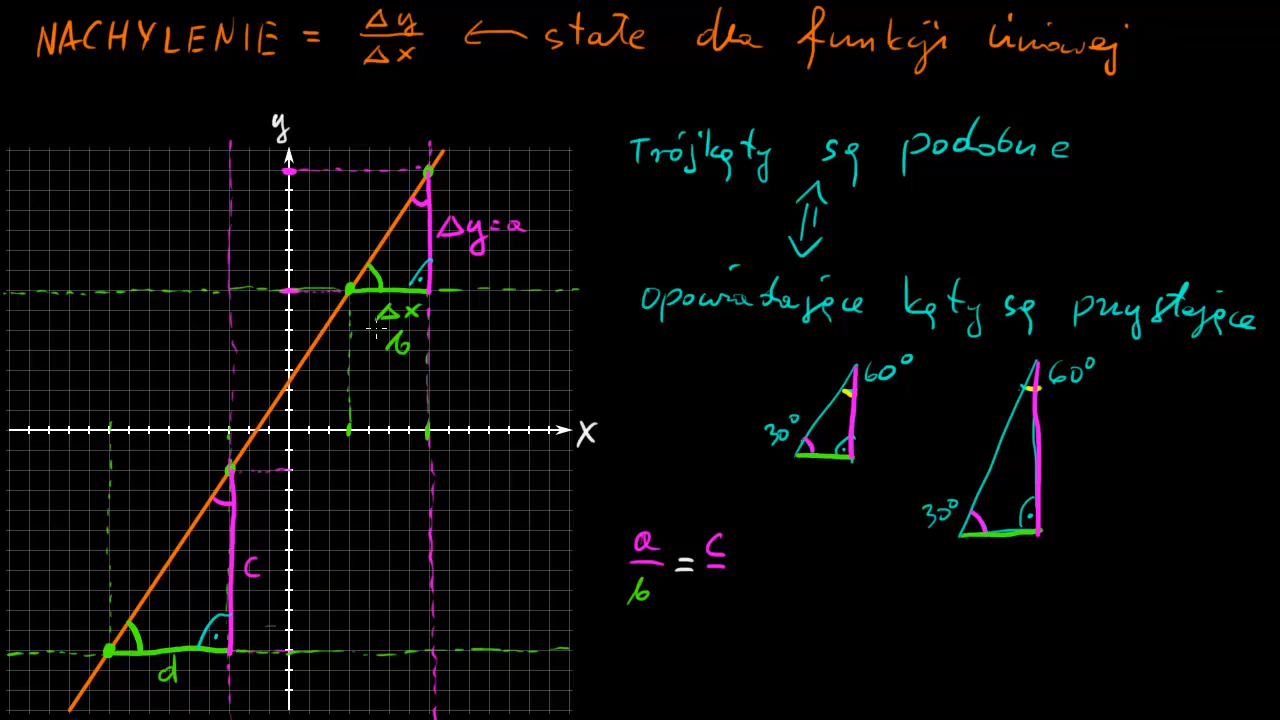 NACHYLENIE = Δy/Δx ← stałe dla funkcji liniowej
y
Trójkąty są podobne
⇕
Δy=a
Odpowiadające kąty są przystające
Δx
b
60°
60°
30°
x
30°
a/b = c/
c
d